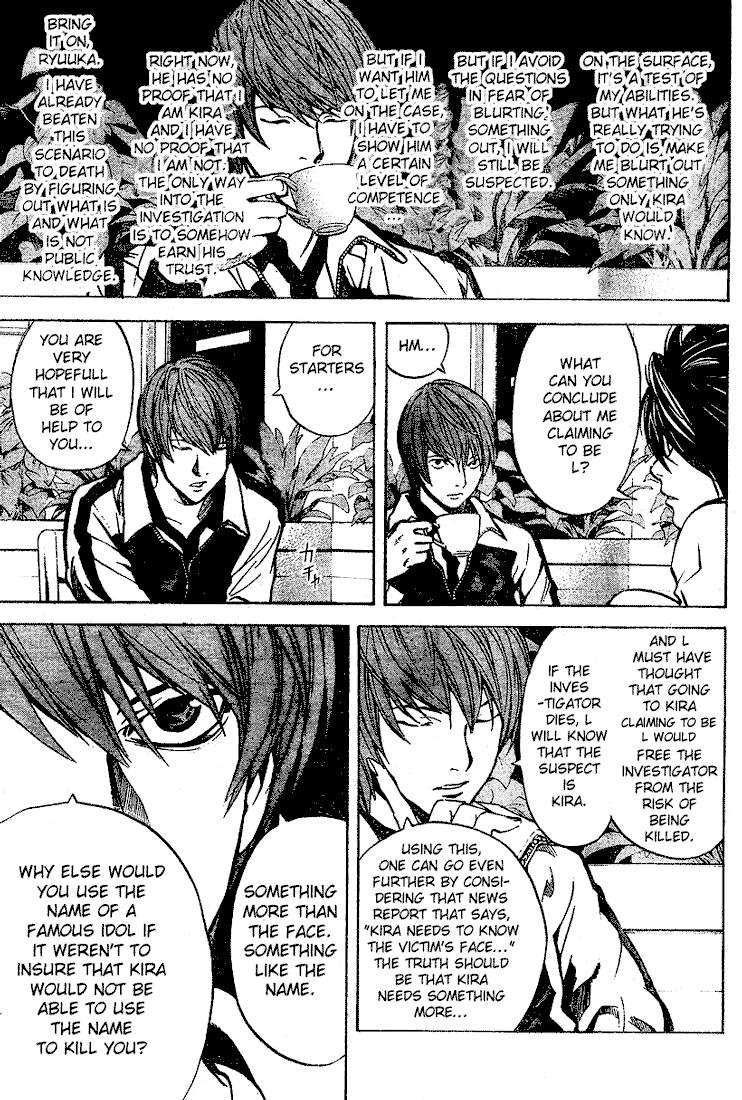 ON THE SURFACE,
IT'S A TEST OF
MY ABILITIES.
BUT WHAT HE'S
REALLY TRYING
TO DO IS MAKE
ME BLURT OUT
SOMETHING
ONLY KIRA
WOULD
KNOW.
BUT IF I AVOID
THE QUESTIONS
IN FEAR OF
BLURTING
SOMETHING
OUT, I WILL
STILL BE
SUSPECTED.
BUT IF I
WANT HIM
TO LET ME
ON THE CASE,
I HAVE TO
SHOW HIM
A CERTAIN
LEVEL OF
COMPETENCE
....
RIGHT NOW,
HE HAS NO
PROOF THAT I
AM KIRA
AND I HAVE
NO PROOF THAT
I AM NOT.
THE ONLY WAY
INTO THE
INVESTIGATION
IS TO SOMEHOW
EARN HIS
TRUST.
BRING
IT ON,
RYUUKA.
I HAVE
ALREADY
BEATEN
THIS
SCENARIO
TO DEATH
BY FIGURING
OUT WHAT IS
AND WHAT
IS NOT
PUBLIC
KNOWLEDGE.
WHAT
CAN YOU
CONCLUDE
ABOUT ME
CLAIMING
TO BE
L?
HM...
FOR
STARTERS
...
YOU ARE
VERY
HOPEFULL
THAT I WILL
BE OF
HELP TO
YOU...
カチャ
AND L
MUST HAVE
THOUGHT
THAT GOING
TO KIRA
CLAIMING TO BE
L WOULD
FREE THE
INVESTIGATOR
FROM THE
RISK OF
BEING
KILLED.
IF THE
INVES
-TIGATOR
DIES, L
WILL KNOW
THAT THE
SUSPECT
IS
KIRA.
USING THIS,
ONE CAN GO EVEN
FURTHER BY CONSI-
DERING THAT NEWS
REPORT THAT SAYS,
"KIRA NEEDS TO KNOW
THE VICTIM'S FACE..."
THE TRUTH SHOULD
BE THAT KIRA
NEEDS SOMETHING
MORE...
SOMETHING
MORE THAN
THE FACE.
SOMETHING
LIKE THE
NAME.
WHY ELSE WOULD
YOU USE THE
NAME OF A
FAMOUS IDOL IF
IT WEREN'T TO
INSURE THAT KIRA
WOULD NOT BE
ABLE TO USE
THE NAME
TO KILL YOU?